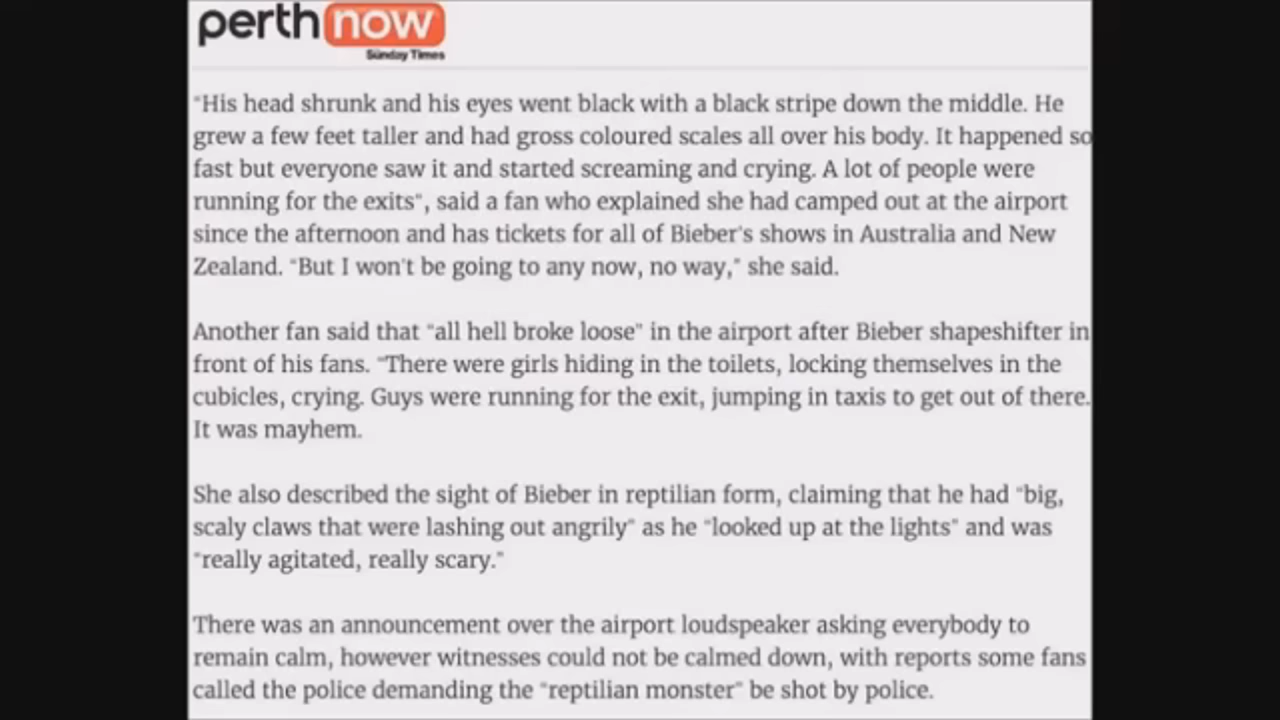 perth now
Sunday Times
"His head shrunk and his eyes went black with a black stripe down the middle. He
grew a few feet taller and had gross coloured scales all over his body. It happened so
fast but everyone saw it and started screaming and crying. A lot of people were
running for the exits", said a fan who explained she had camped out at the airport
since the afternoon and has tickets for all of Bieber's shows in Australia and New
Zealand. "But I won't be going to any now, no way," she said.
Another fan said that "all hell broke loose" in the airport after Bieber shapeshifter in
front of his fans. "There were girls hiding in the toilets, locking themselves in the
cubicles, crying. Guys were running for the exit, jumping in taxis to get out of there.
It was mayhem.
She also described the sight of Bieber in reptilian form, claiming that he had "big,
scaly claws that were lashing out angrily" as he "looked up at the lights" and was
"really agitated, really scary."
There was an announcement over the airport loudspeaker asking everybody to
remain calm, however witnesses could not be calmed down, with reports some fans
called the police demanding the "reptilian monster" be shot by police.